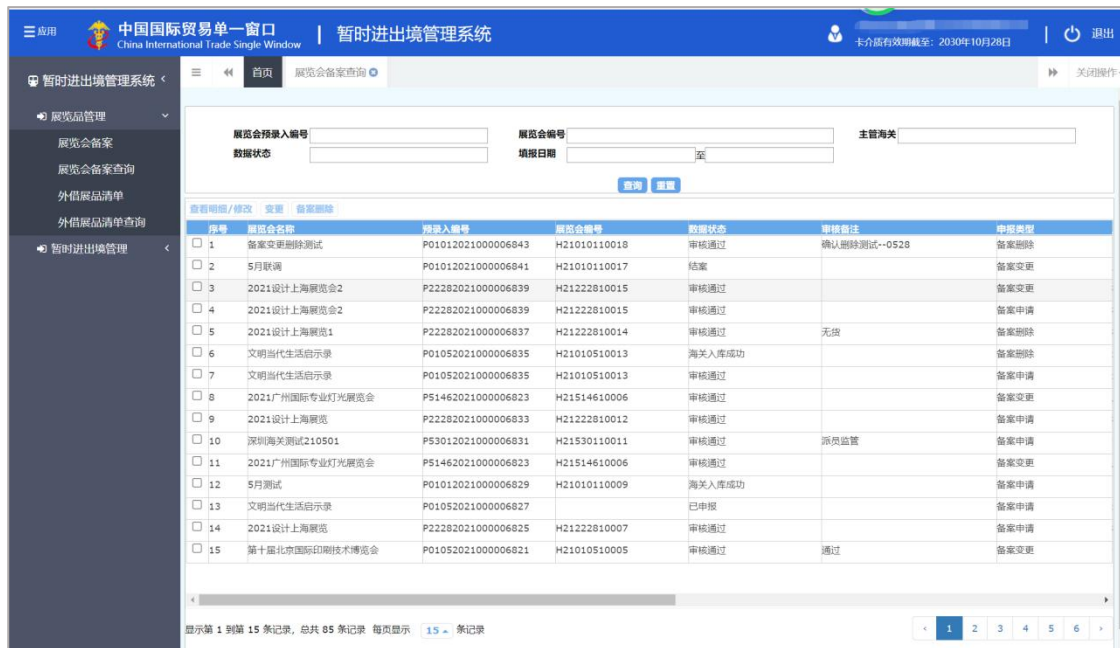 应用 中国国际贸易单一窗口 | 暂时进出境管理系统 退出
China International Trade Single Window 卡介质有效期截至：2030年10月28日
暂时进出境管理系统 首页 展览会备案查询 关闭操作
展览品管理
展览会备案
展览会备案查询
外借展品清单
外借展品清单查询
暂时进出境管理
展览会预录入编号 展览会编号 主管海关
数据状态 填报日期 至
查询 重置
查看明细/修改 变更 备案删除
序号 展览会名称 预录入编号 展览会编号 数据状态 审核备注 申报类型
1 备案变更删除测试 P01012021000006843 H21010110018 审核通过 确认删除测试--0528 备案删除
2 5月联调 P01012021000006841 H21010110017 结案 备案变更
3 2021设计上海展览会2 P22282021000006839 H21222810015 审核通过 备案变更
4 2021设计上海展览会2 P22282021000006839 H21222810015 审核通过 备案申请
5 2021设计上海展览1 P22282021000006837 H21222810014 审核通过 无货 备案删除
6 文明当代生活启示录 P01052021000006835 H21010510013 海关入库成功 备案删除
7 文明当代生活启示录 P01052021000006835 H21010510013 审核通过 备案申请
8 2021广州国际专业灯光展览会 P51462021000006823 H21514610006 审核通过 备案变更
9 2021设计上海展览 P22282021000006833 H21222810012 审核通过 备案申请
10 深圳海关测试210501 P53012021000006831 H21530110011 审核通过 派员监管 备案申请
11 2021广州国际专业灯光展览会 P51462021000006823 H21514610006 审核通过 备案变更
12 5月测试 P01012021000006829 H21010110009 海关入库成功 备案申请
13 文明当代生活启示录 P01052021000006827 已申报 备案申请
14 2021设计上海展览 P22282021000006825 H21222810007 审核通过 备案申请
15 第十届北京国际印刷技术博览会 P01052021000006821 H21010510005 审核通过 通过 备案变更
显示第 1 到第 15 条记录，总共 85 条记录 每页显示 15 条记录 ‹ 1 2 3 4 5 6 ›